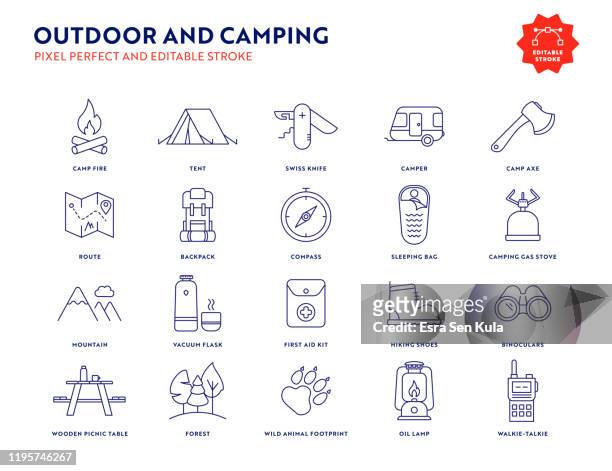 OUTDOOR AND CAMPING
PIXEL PERFECT AND EDITABLE STROKE
EDITABLE
STROKE
CAMP FIRE
TENT
SWISS KNIFE
CAMPER
CAMP AXE
ROUTE
BACKPACK
COMPASS
SLEEPING BAG
CAMPING GAS STOVE
MOUNTAIN
VACUUM FLASK
FIRST AID KIT
HIKING SHOES
BINOCULARS
gettyimages
Esra Sen Kula
WOODEN PICNIC TABLE
FOREST
WILD ANIMAL FOOTPRINT
OIL LAMP
WALKIE-TALKIE
1195746267